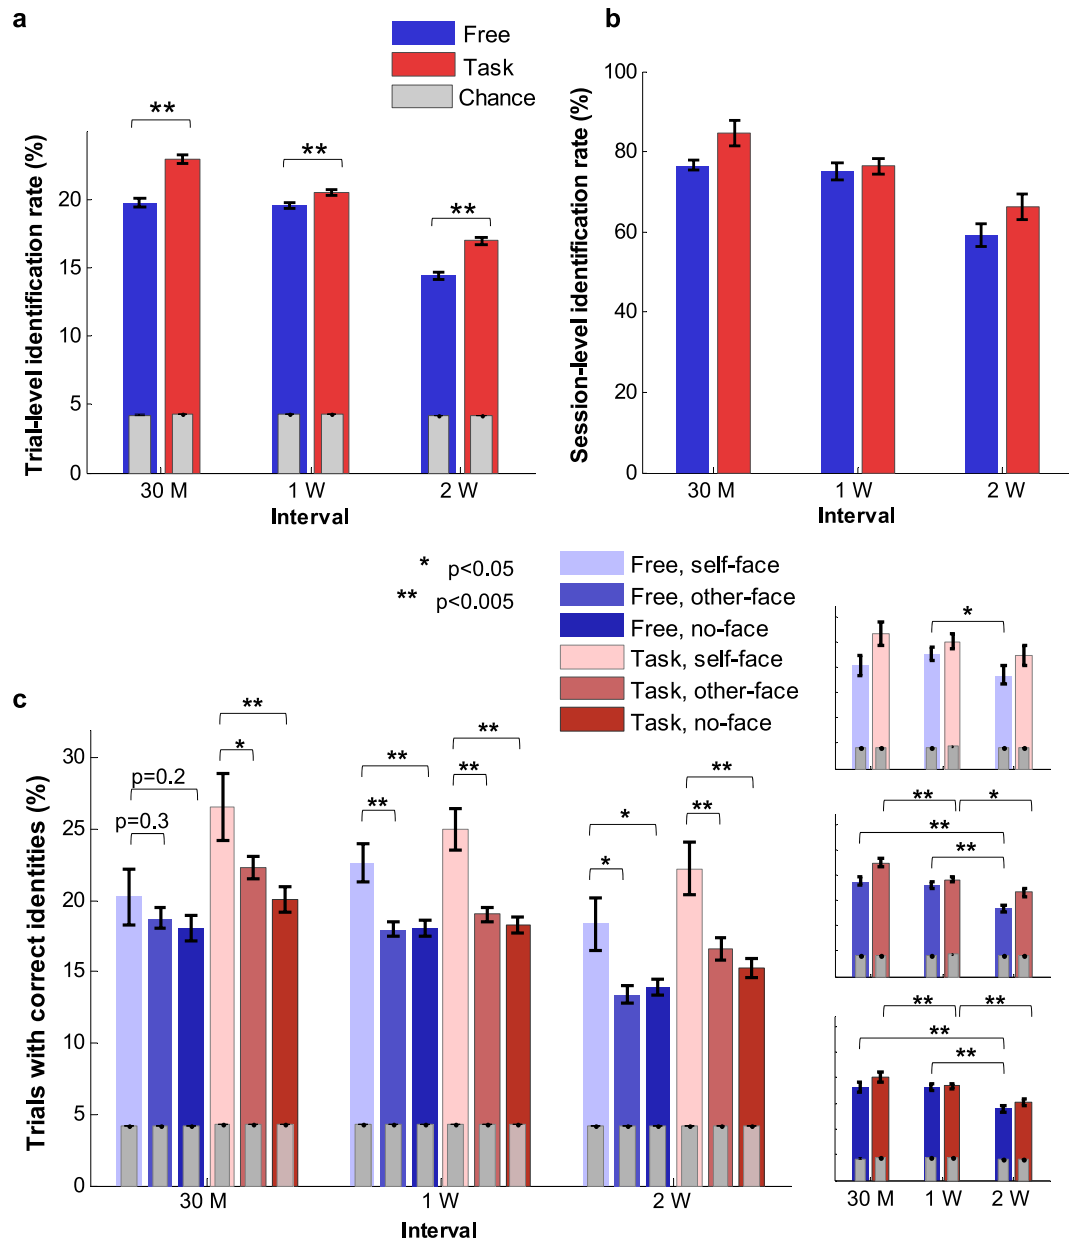 a
Free
Task
Chance
**
**
**
Trial-level identification rate (%)
20
15
10
5
0
30 M
1 W
2 W
Interval
b
Session-level identification rate (%)
100
80
60
40
20
0
30 M
1 W
2 W
Interval
* p<0.05
** p<0.005
Free, self-face
Free, other-face
Free, no-face
Task, self-face
Task, other-face
Task, no-face
c
Trials with correct identities (%)
30
25
20
15
10
5
0
p=0.2
p=0.3
**
*
**
**
**
**
*
*
**
**
30 M
1 W
2 W
Interval
*
**
*
**
**
**
**
**
**
30 M
1 W
2 W